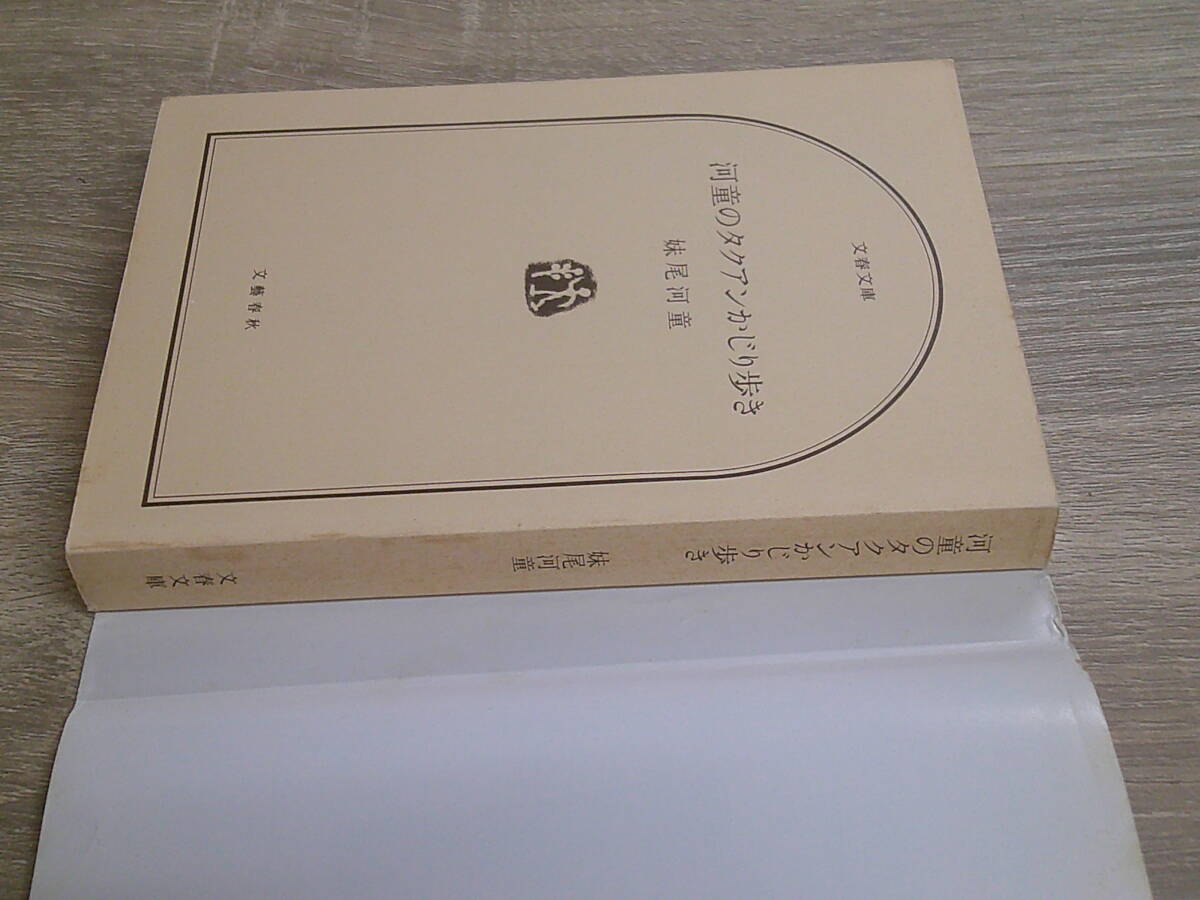 文春文庫
河童のタクアンかじり歩き
妹尾河童
文藝春秋
河童のタクアンかじり歩き
妹尾河童
文春文庫